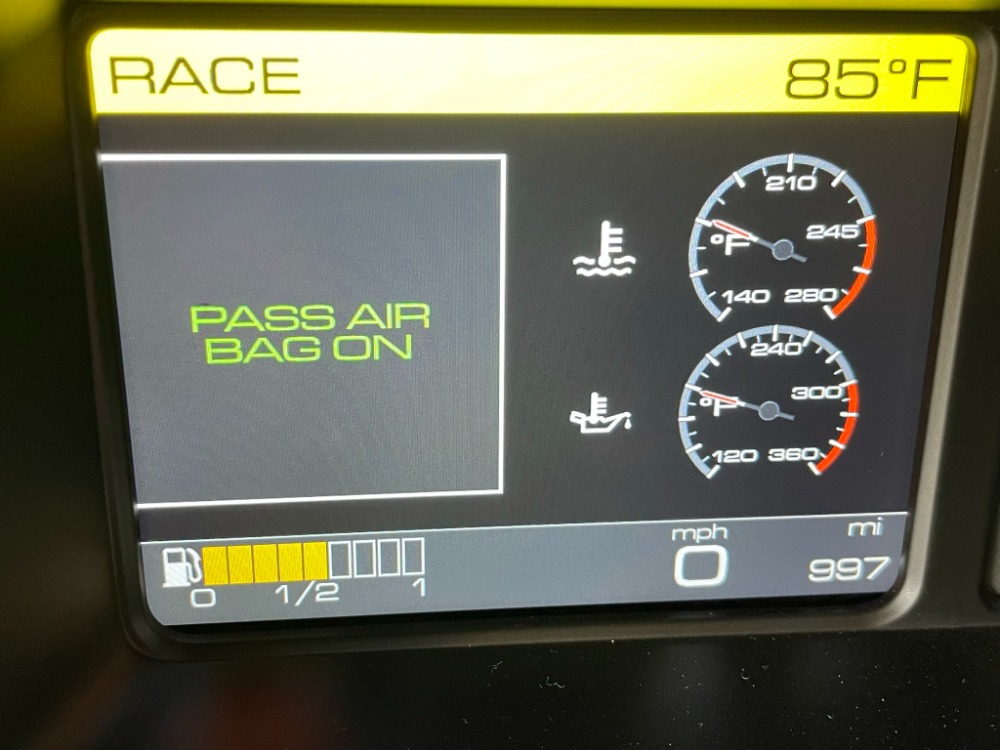 RACE
85°F
210
°F
245
140
280
PASS AIR
BAG ON
240
°F
300
120
360
mph
mi
0
997
0
1/2
1